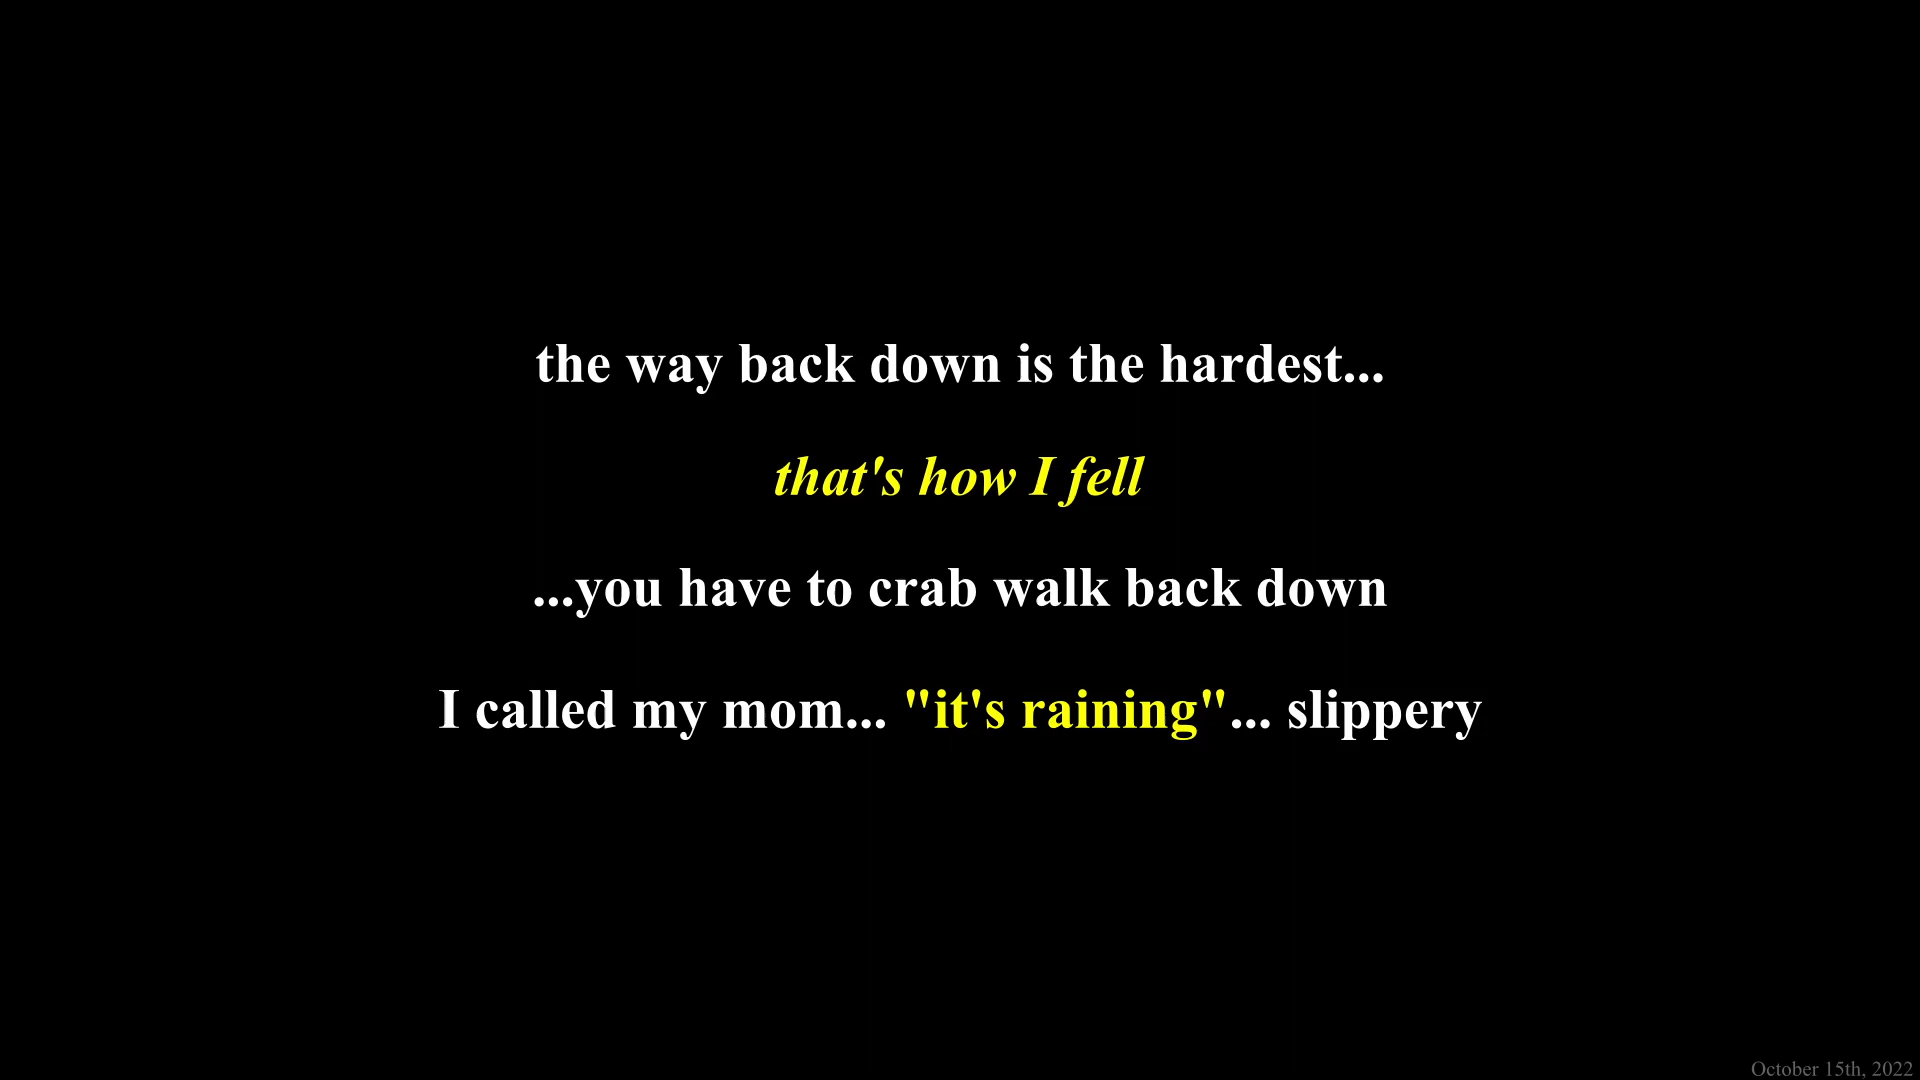 the way back down is the hardest...
that's how I fell
...you have to crab walk back down
I called my mom... "it's raining"... slippery
October 15th, 2022